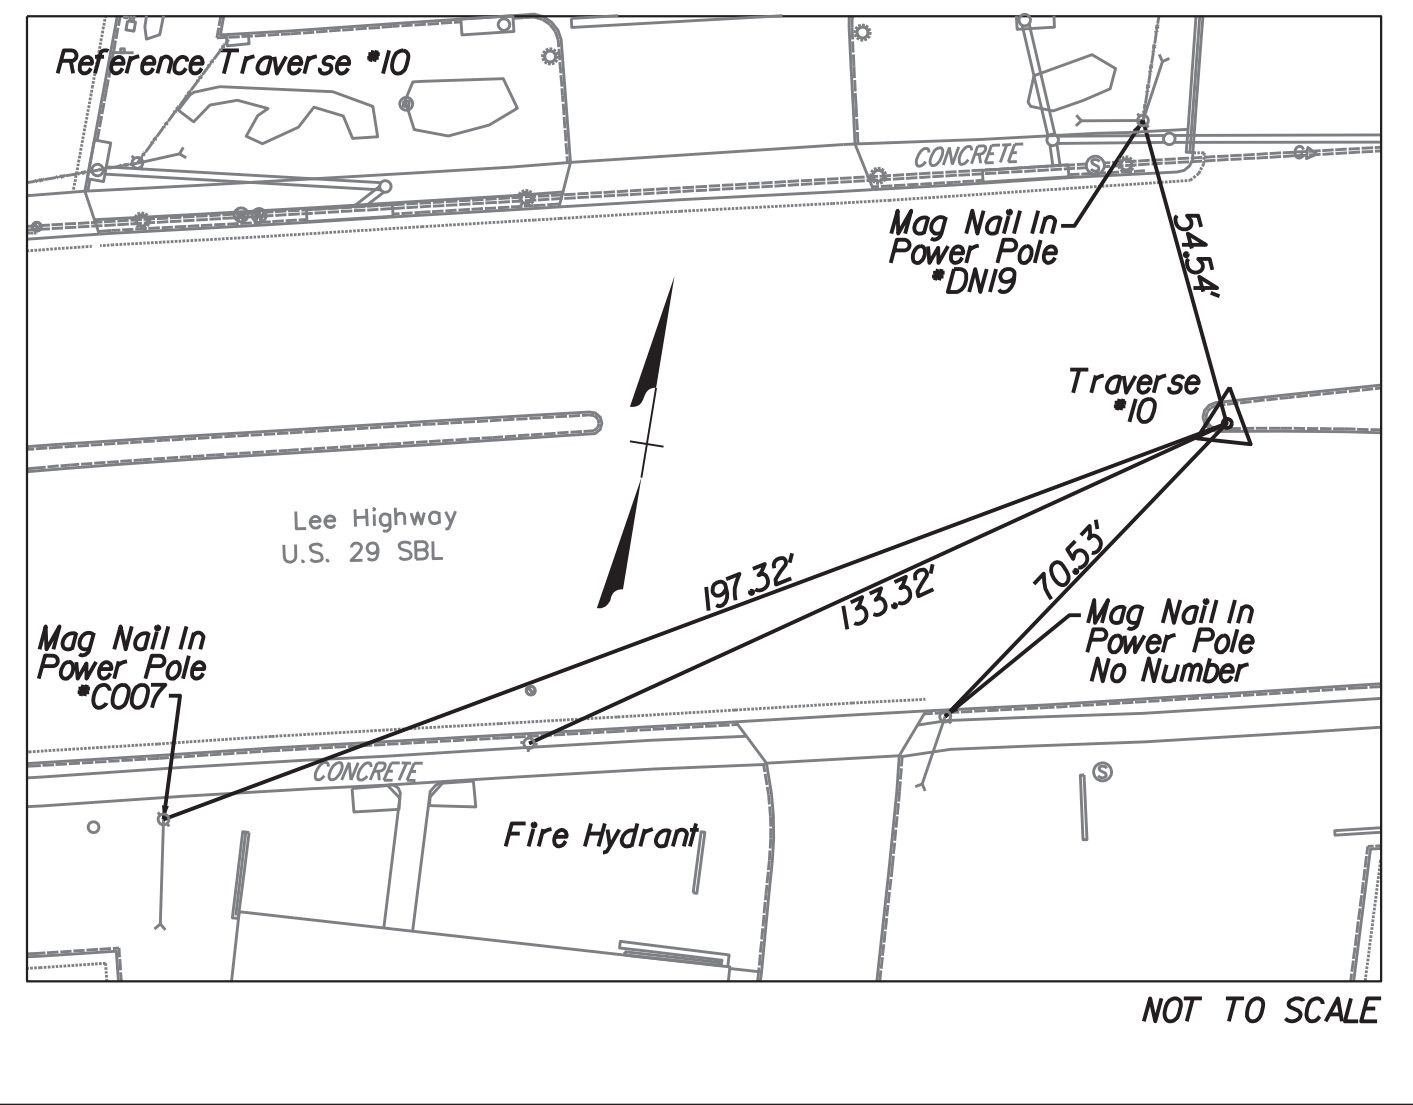 Reference Traverse #10
CONCRETE
S
G
Mag Nail In
Power Pole
#DN19
54.54'
Traverse
#10
Lee Highway
U.S. 29 SBL
197.32'
133.32'
70.53'
Mag Nail In
Power Pole
No Number
Mag Nail In
Power Pole
#CO07
CONCRETE
S
Fire Hydrant
NOT TO SCALE